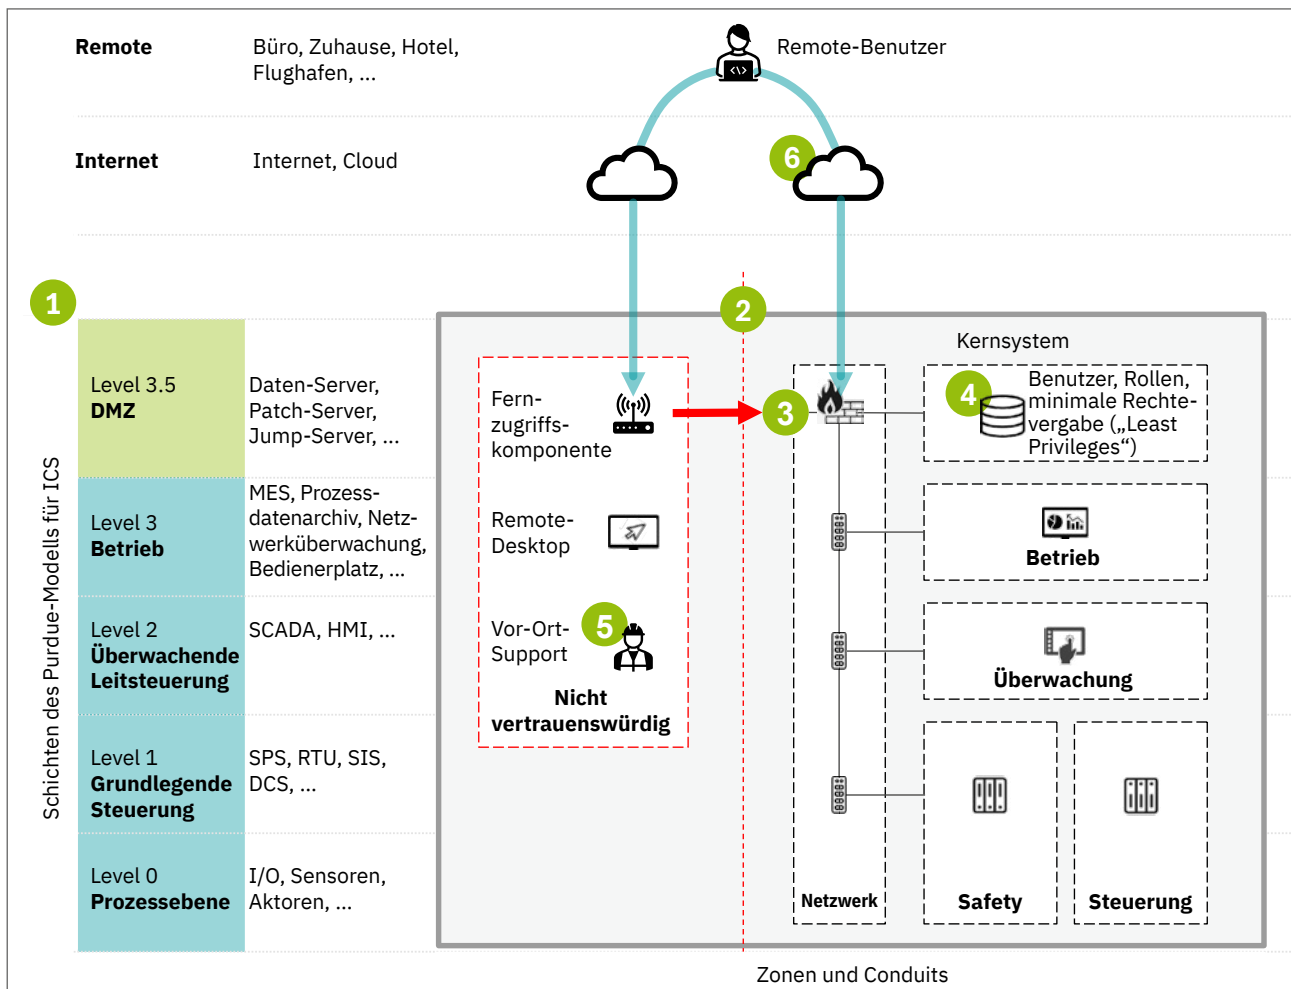 Remote
Büro, Zuhause, Hotel,
Flughafen, ...
Remote-Benutzer
Internet
Internet, Cloud
6
1
2
Schichten des Purdue-Modells für ICS
Level 3.5
DMZ
Daten-Server,
Patch-Server,
Jump-Server, ...
Level 3
Betrieb
MES, Prozess-
datenarchiv, Netz-
werküberwachung,
Bedienerplatz, ...
Level 2
Überwachende
Leitsteuerung
SCADA, HMI, ...
Level 1
Grundlegende
Steuerung
SPS, RTU, SIS,
DCS, ...
Level 0
Prozessebene
I/O, Sensoren,
Aktoren, ...
Fern-
zugriffs-
komponente
Remote-
Desktop
Vor-Ort-
Support
5
Nicht
vertrauenswürdig
3
Netzwerk
Kernsystem
4
Benutzer, Rollen,
minimale Rechte-
vergabe („Least
Privileges“)
Betrieb
Überwachung
Safety
Steuerung
Zonen und Conduits